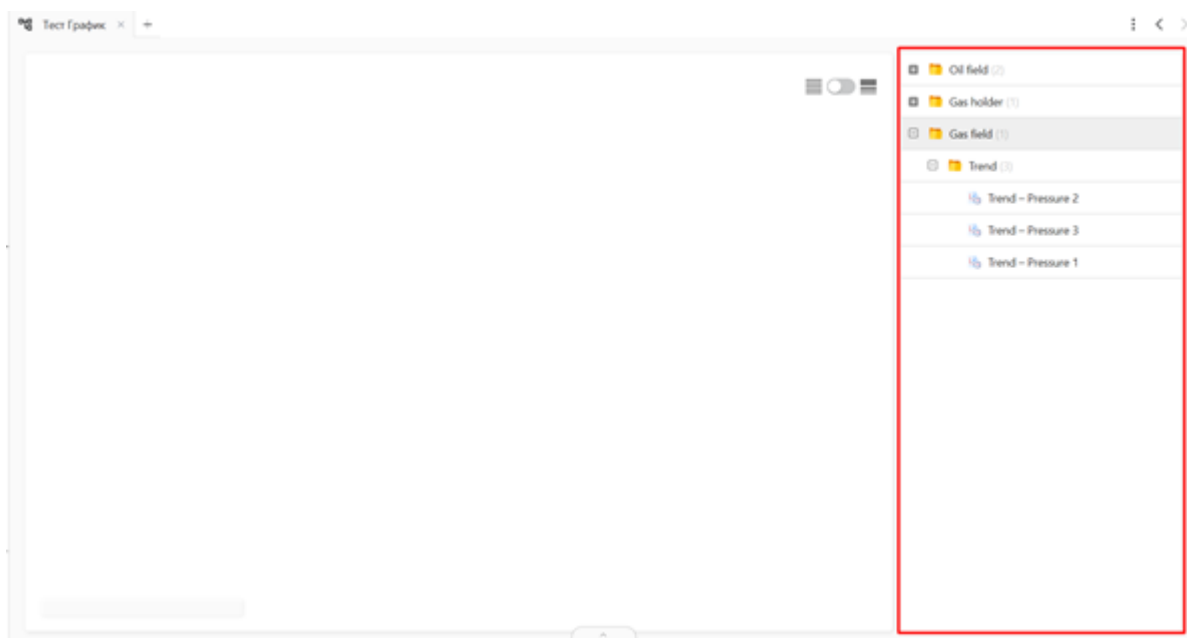 Тест График
Oil field (2)
Gas holder (1)
Gas field (1)
Trend (3)
Trend – Pressure 2
Trend – Pressure 3
Trend – Pressure 1